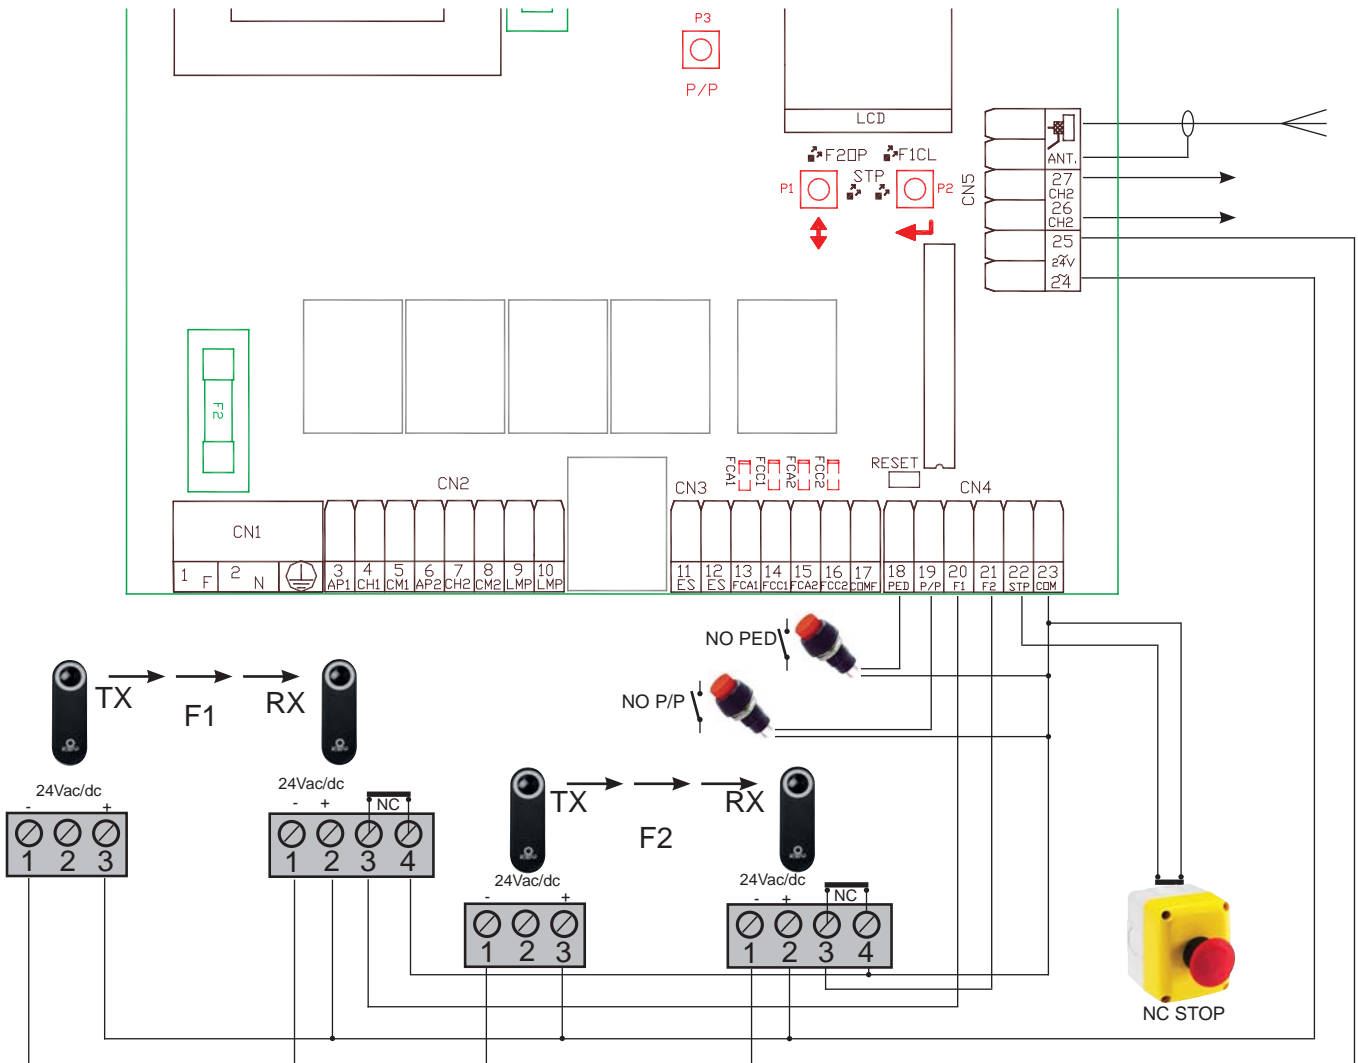 P3
P/P
LCD
F2OP F1CL
STP
P1 P2
CN5
ANT.
27
CH2
26
CH2
25
24V
~
24
F2
FCA1 FCC1 FCA2 FCC2
RESET
CN2
CN3
CN4
CN1
1 F 2 N
3 4 5 6 7 8 9 10
AP1 CH1 CM1 AP2 CH2 CM2 LMP LMP
11 12 13 14 15 16 17 18 19 20 21 22 23
ES ES FCA1 FCC1 FCA2 FCC2 COMF PED P/P F1 F2 STP COM
NO PED
NO P/P
TX F1 RX
24Vac/dc
- +
1 2 3
24Vac/dc
- + NC
1 2 3 4
TX F2 RX
24Vac/dc
- +
1 2 3
24Vac/dc
- + NC
1 2 3 4
NC STOP